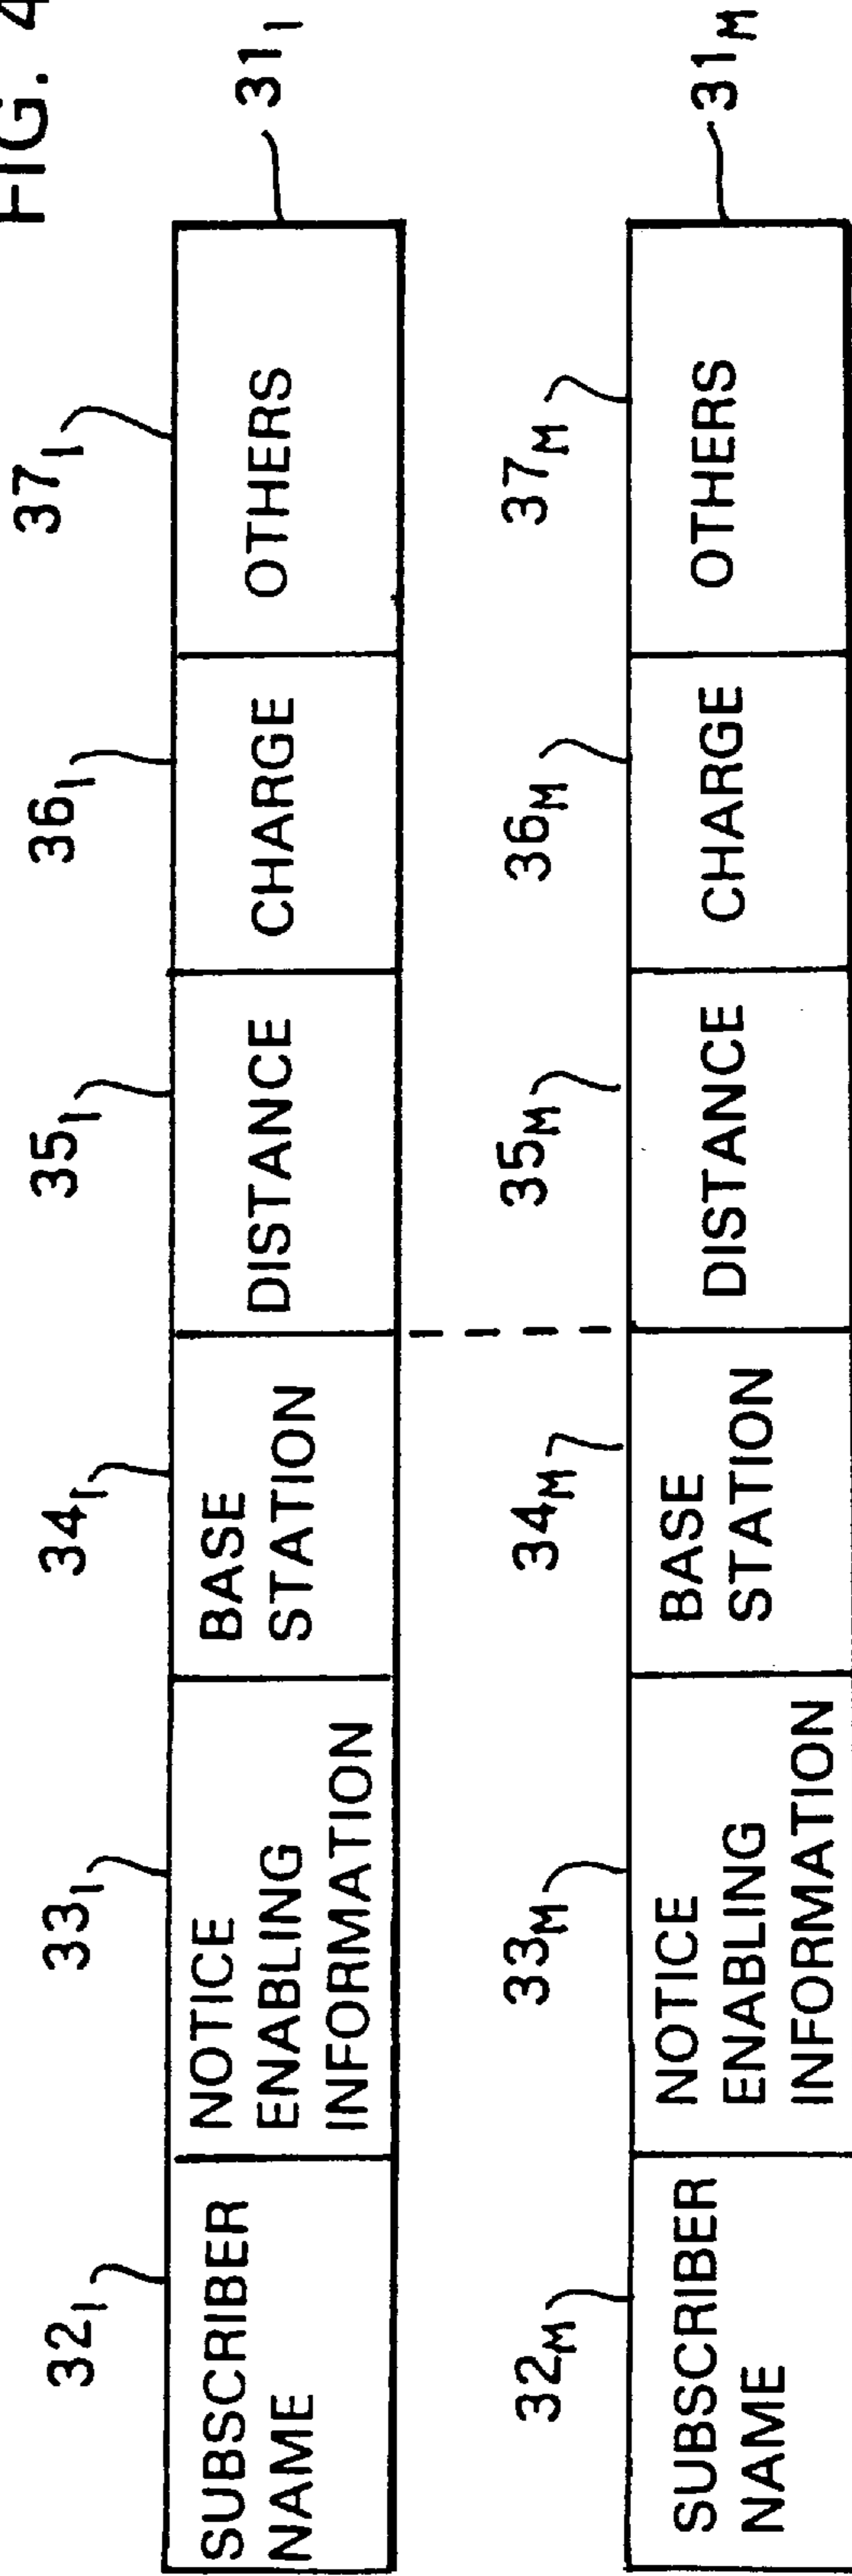 FIG. 4
32₁ 33₁ 34₁ 35₁ 36₁ 37₁
SUBSCRIBER
NAME
NOTICE
ENABLING
INFORMATION
BASE
STATION
DISTANCE
CHARGE
OTHERS
31₁
32M 33M 34M 35M 36M 37M
SUBSCRIBER
NAME
NOTICE
ENABLING
INFORMATION
BASE
STATION
DISTANCE
CHARGE
OTHERS
31M